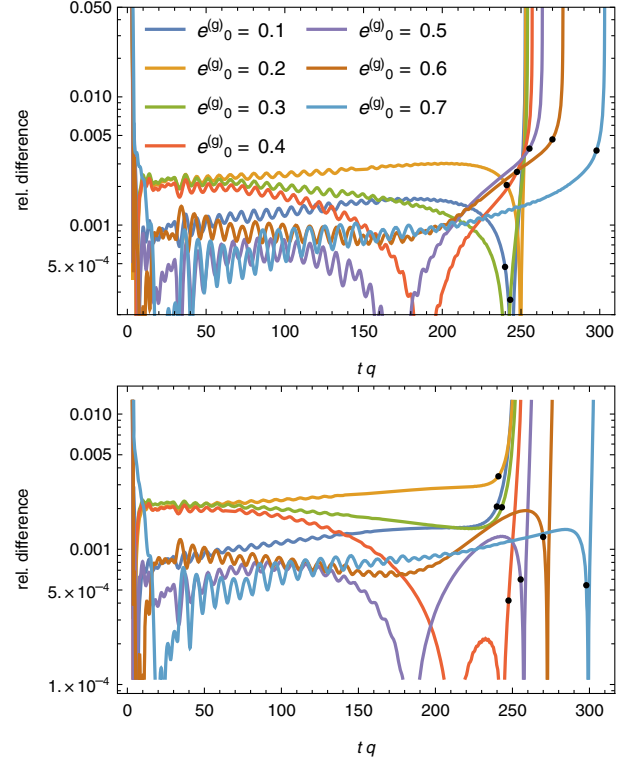 0.050
e^(g)_0 = 0.1 e^(g)_0 = 0.5
e^(g)_0 = 0.2 e^(g)_0 = 0.6
0.010
e^(g)_0 = 0.3 e^(g)_0 = 0.7
0.005
e^(g)_0 = 0.4
rel. difference
0.001
5.×10⁻⁴
0 50 100 150 200 250 300
t q
0.010
0.005
rel. difference
0.001
5.×10⁻⁴
1.×10⁻⁴
0 50 100 150 200 250 300
t q